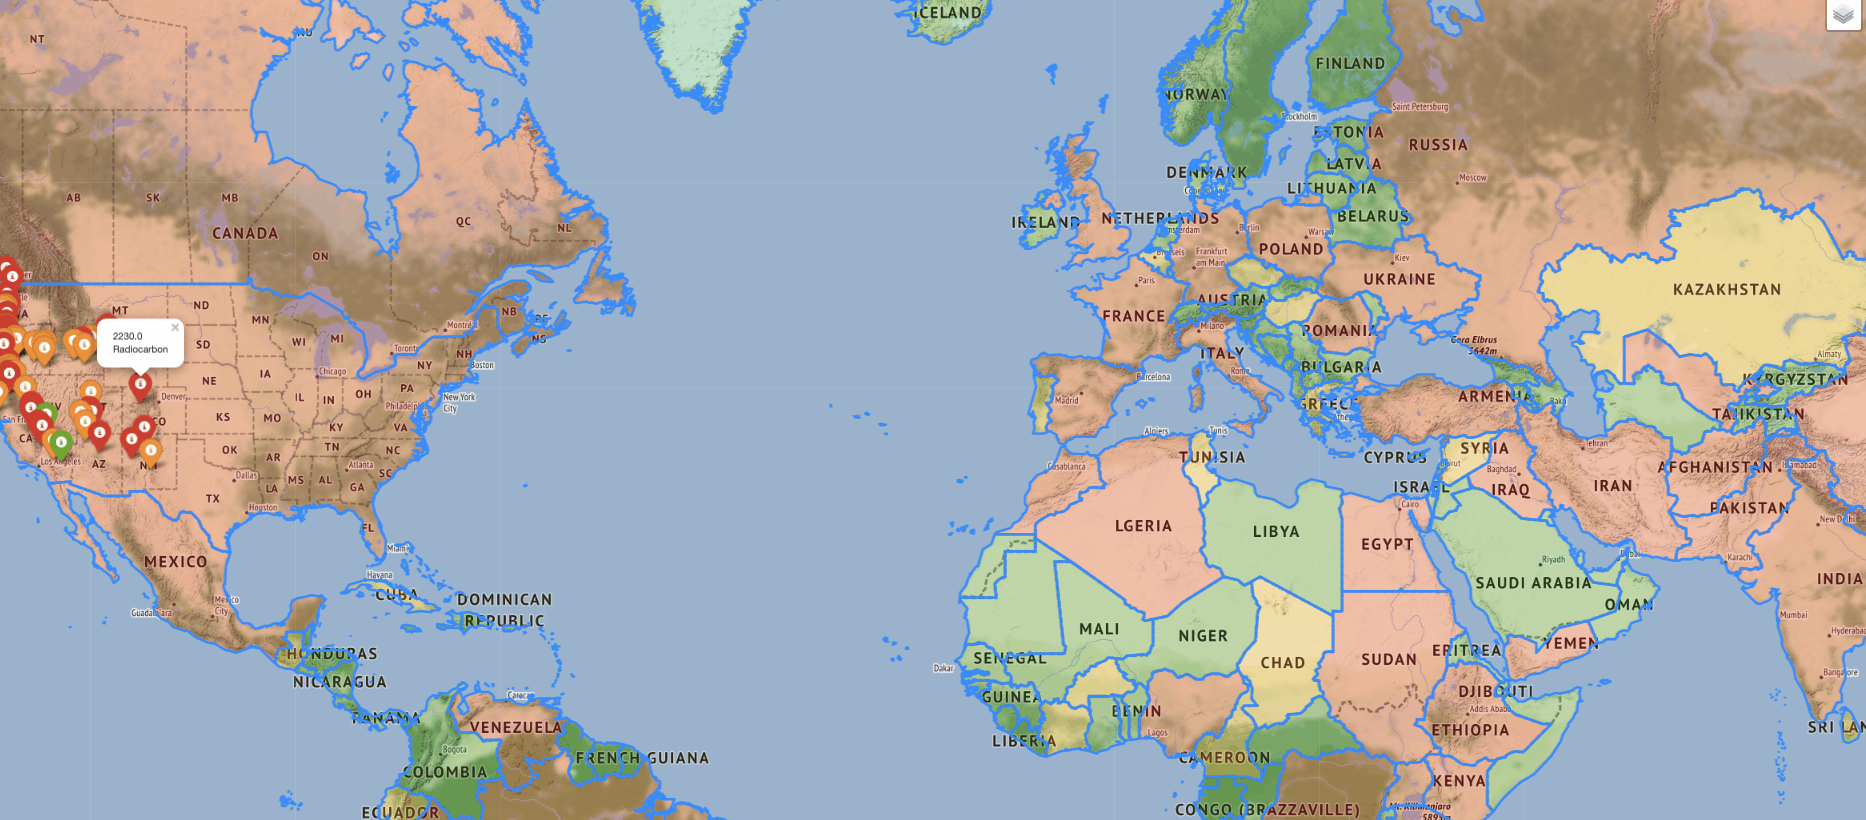 NT
ICELAND
FINLAND
NORWAY
Saint Petersburg
Stockholm
ESTONIA
RUSSIA
LATVIA
DENMARK
Moscow
LITHUANIA
AB
SK
MB
QC
NL
IRELAND
NETHERLANDS
BELARUS
CANADA
Berlin
Warsaw
POLAND
ON
Frankfurt
am Main
Kiev
UKRAINE
Paris
KAZAKHSTAN
MT
ND
MN
NB
PE
NS
AUSTRIA
FRANCE
Milano
ROMANIA
2230.0
Radiocarbon
SD
WI
MI
Toronto
NH
ITALY
Gora Elbrus
5642m
Almaty
NY
Boston
Chicago
Rome
BULGARIA
KYRGYZSTAN
NE
IA
PA
Barcelona
IL
IN
OH
New York
City
Madrid
Denver
GREECE
ARMENIA
Baku
TAJIKISTAN
KS
MO
KY
VA
Philadelph
CO
CA
OK
TN
NC
Algiers
Tunis
Tehran
SYRIA
TUNISIA
CYPRUS
Los Angeles
AZ
NM
AR
Atlanta
SC
Casablanca
Baghdad
AFGHANISTAN
Islamabad
Dallas
MS
AL
GA
LA
ISRAEL
IRAQ
IRAN
TX
Houston
Cairo
PAKISTAN
FL
LGERIA
LIBYA
New Delhi
EGYPT
Miami
MEXICO
Riyadh
Karachi
Havana
CUBA
SAUDI ARABIA
INDIA
DOMINICAN
REPUBLIC
Mexico
City
Guadalajara
OMAN
Mumbai
MALI
NIGER
Hyderabad
YEMEN
HONDURAS
Dakar
SENEGAL
CHAD
SUDAN
ERITREA
NICARAGUA
Caracas
GUINEA
DJIBOUTI
Bangalore
PANAMA
VENEZUELA
BENIN
Addis Ababa
Lagos
LIBERIA
ETHIOPIA
SRI LAN
Bogota
COLOMBIA
FRENCH GUIANA
CAMEROON
KENYA
ECUADOR
CONGO (BRAZZAVILLE)
Mt. Kilimanjaro